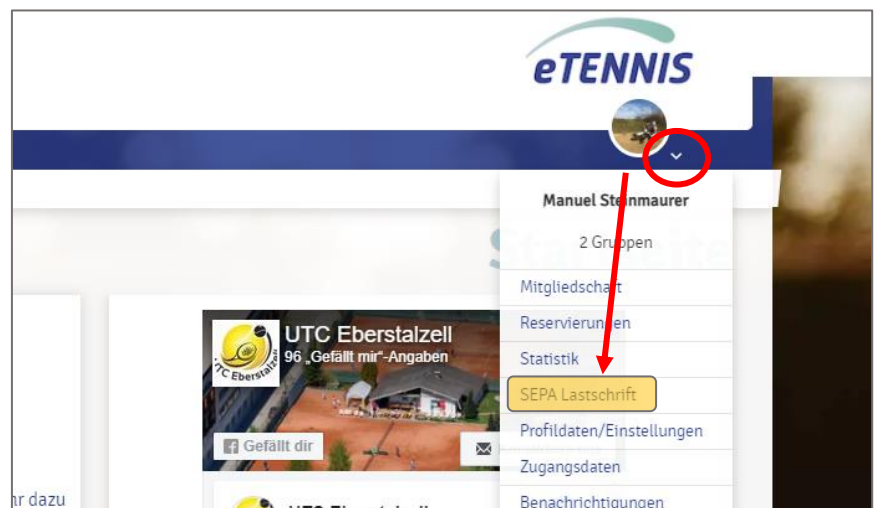 eTENNIS
Manuel Steinmaurer
2 Gruppen
Startseite
Mitgliedschaft
Reservierungen
Statistik
SEPA Lastschrift
Profildaten/Einstellungen
Zugangsdaten
Benachrichtigungen
UTC Eberstalzell
96 „Gefällt mir“-Angaben
UTC Eberstalzell
Gefällt dir
hr dazu